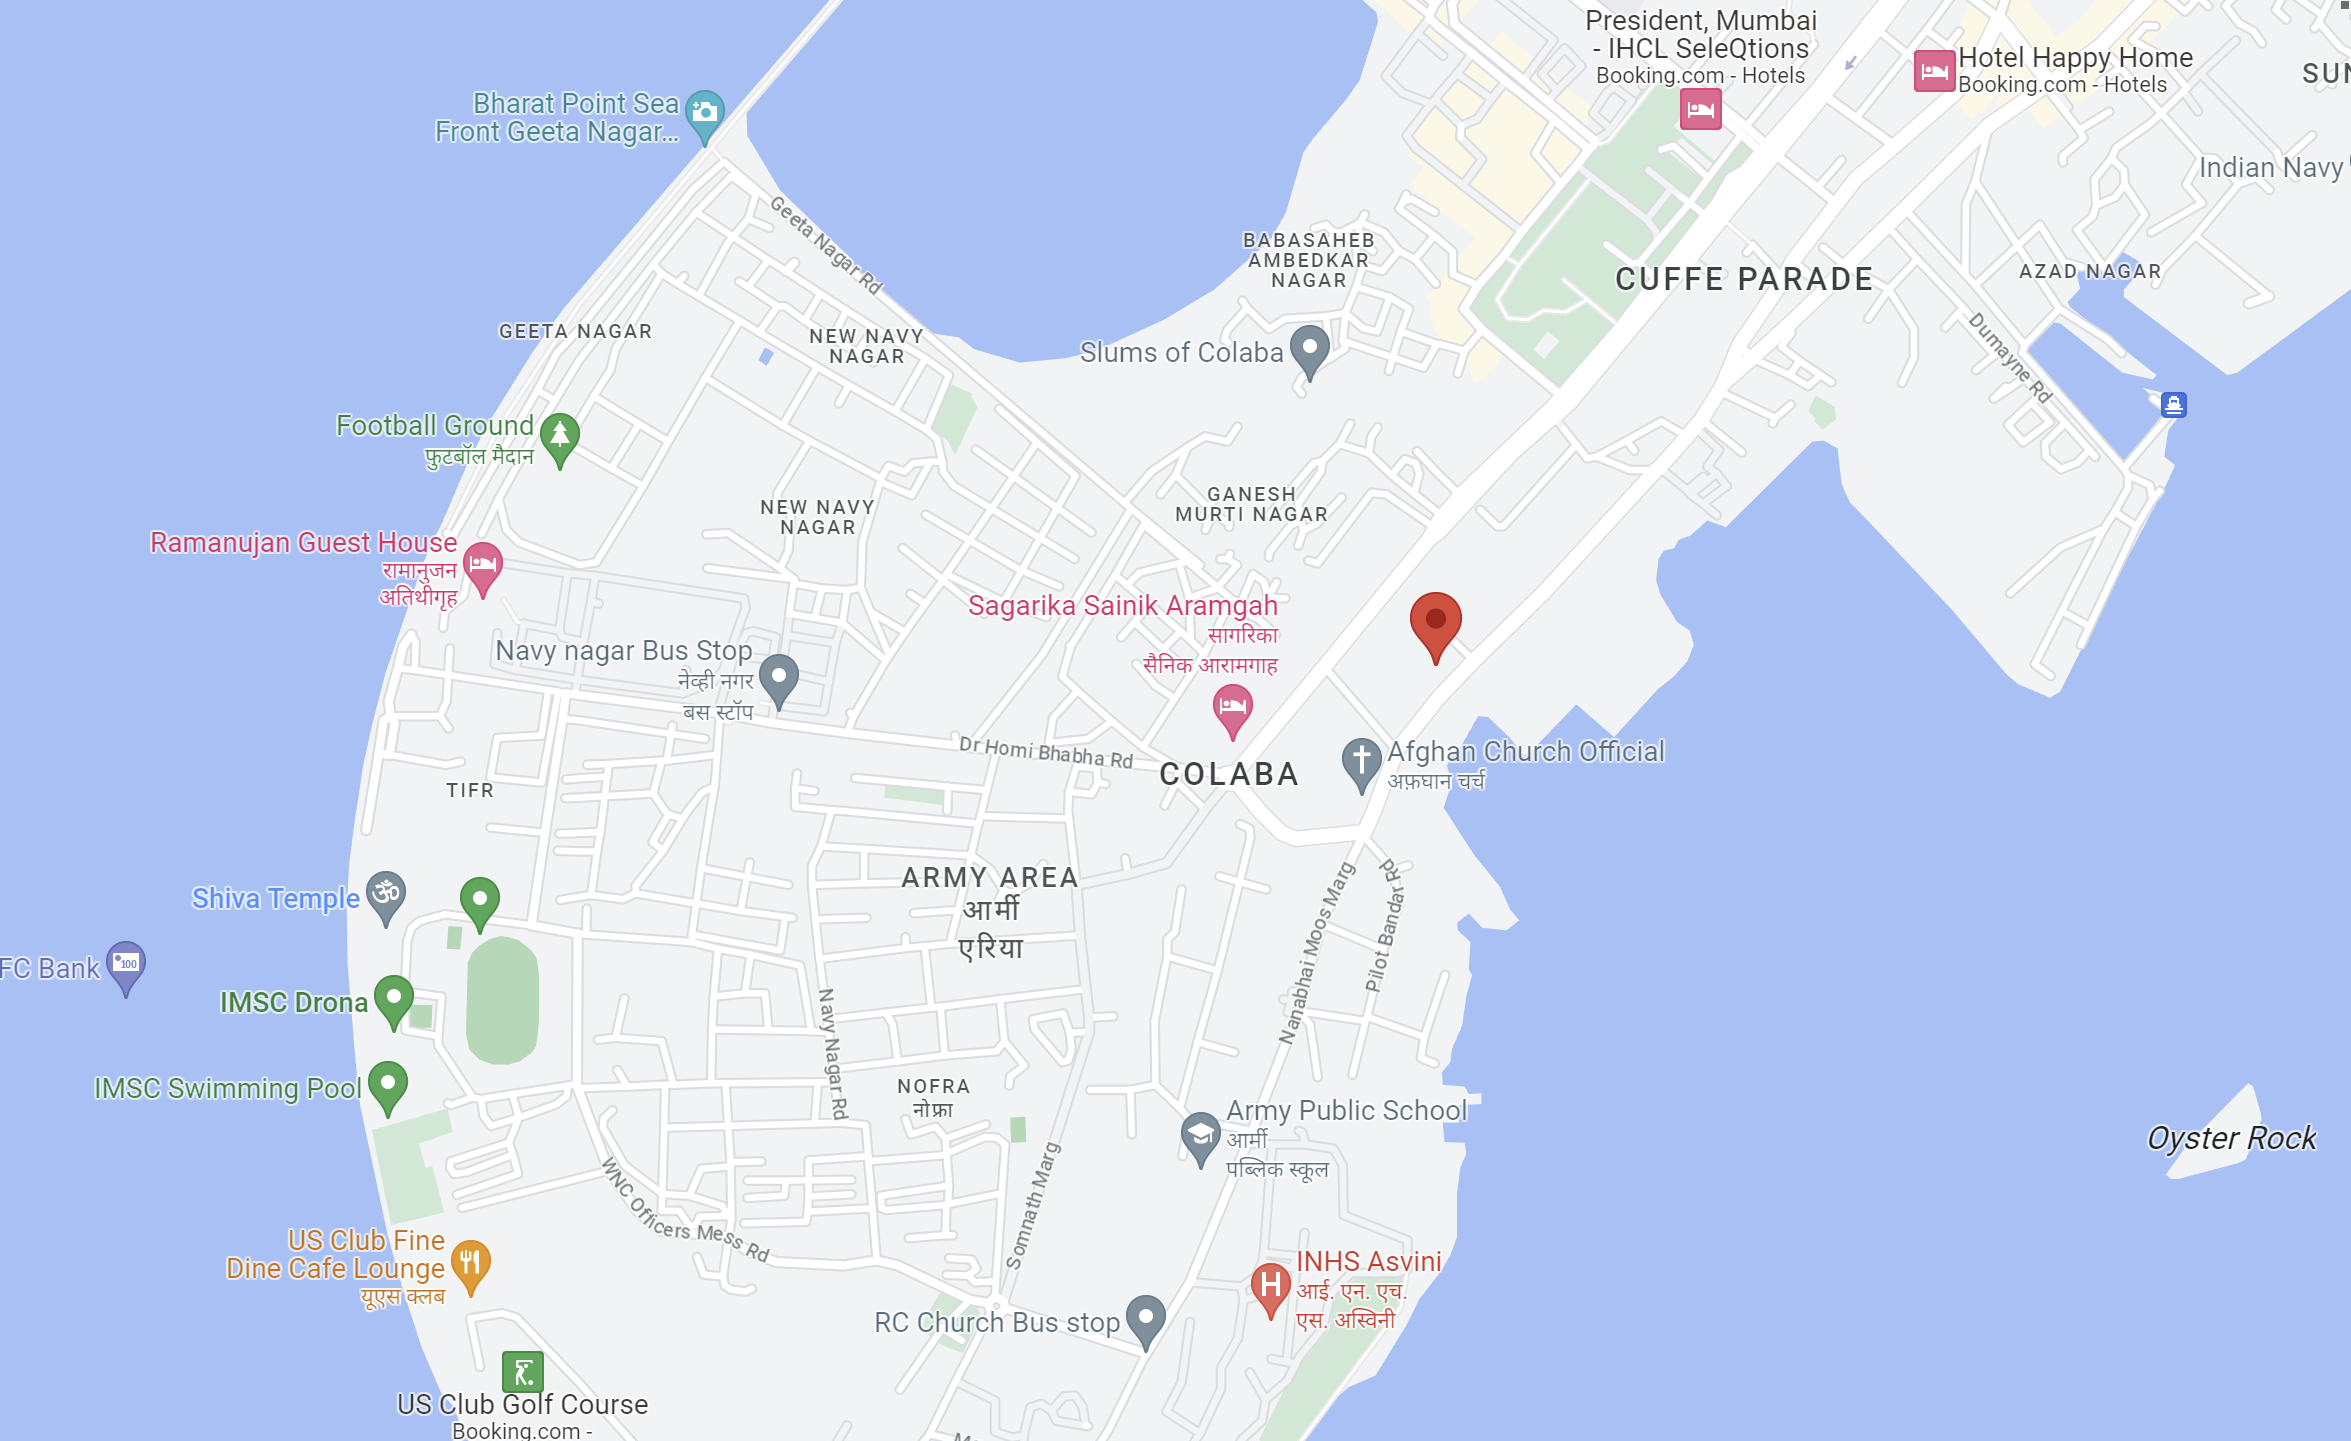 President, Mumbai
- IHCL SeleQtions
Booking.com - Hotels
Hotel Happy Home
Booking.com - Hotels
SUN
Indian Navy
Bharat Point Sea
Front Geeta Nagar...
Geeta Nagar Rd
BABASAHEB
AMBEDKAR
NAGAR
CUFFE PARADE
AZAD NAGAR
GEETA NAGAR
NEW NAVY
NAGAR
Slums of Colaba
Dumayne Rd
Football Ground
फुटबॉल मैदान
NEW NAVY
NAGAR
GANESH
MURTI NAGAR
Ramanujan Guest House
रामानुजन
अतिथीगृह
Sagarika Sainik Aramgah
सागरिका
सैनिक आरामगाह
Navy nagar Bus Stop
नेव्ही नगर
बस स्टॉप
Dr Homi Bhabha Rd
COLABA
Afghan Church Official
अफ़घान चर्च
TIFR
ARMY AREA
आर्मी
एरिया
Nanabhai Moos Marg
Pilot Bandar Rd
Shiva Temple
FC Bank
100
IMSC Drona
Navy Nagar Rd
IMSC Swimming Pool
NOFRA
नोफ्रा
Army Public School
आर्मी
पब्लिक स्कूल
Oyster Rock
WNC Officers Mess Rd
Somnath Marg
US Club Fine
Dine Cafe Lounge
यूएस क्लब
INHS Asvini
आई. एन. एच.
एस. अस्विनी
RC Church Bus stop
US Club Golf Course
Booking.com -